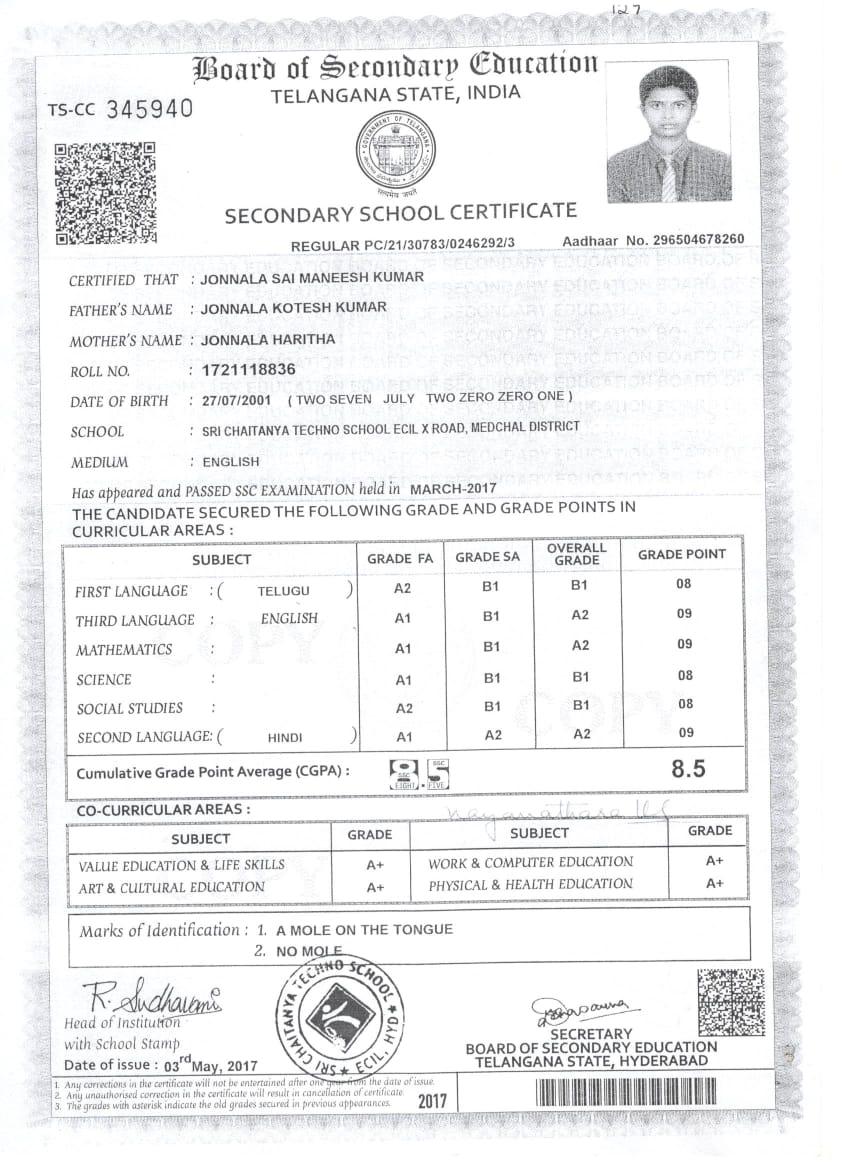 127
Board of Secondary Education
TELANGANA STATE, INDIA
TS-CC 345940
GOVERNMENT OF TELANGANA
सत्यमेव जयते
SECONDARY SCHOOL CERTIFICATE
REGULAR PC/21/30783/0246292/3 Aadhaar No. 296504678260
CERTIFIED THAT : JONNALA SAI MANEESH KUMAR
FATHER'S NAME : JONNALA KOTESH KUMAR
MOTHER'S NAME : JONNALA HARITHA
ROLL NO. : 1721118836
DATE OF BIRTH : 27/07/2001 ( TWO SEVEN JULY TWO ZERO ZERO ONE )
SCHOOL : SRI CHAITANYA TECHNO SCHOOL ECIL X ROAD, MEDCHAL DISTRICT
MEDIUM : ENGLISH
Has appeared and PASSED SSC EXAMINATION held in MARCH-2017
THE CANDIDATE SECURED THE FOLLOWING GRADE AND GRADE POINTS IN
CURRICULAR AREAS :
SUBJECT GRADE FA GRADE SA OVERALL GRADE GRADE POINT
FIRST LANGUAGE : ( TELUGU ) A2 B1 B1 08
THIRD LANGUAGE : ENGLISH A1 B1 A2 09
MATHEMATICS : A1 B1 A2 09
SCIENCE : A1 B1 B1 08
SOCIAL STUDIES : A2 B1 B1 08
SECOND LANGUAGE: ( HINDI ) A1 A2 A2 09
Cumulative Grade Point Average (CGPA) : 8 SSC EIGHT . 5 SSC FIVE 8.5
CO-CURRICULAR AREAS :
SUBJECT GRADE SUBJECT GRADE
VALUE EDUCATION & LIFE SKILLS A+ WORK & COMPUTER EDUCATION A+
ART & CULTURAL EDUCATION A+ PHYSICAL & HEALTH EDUCATION A+
Marks of Identification : 1. A MOLE ON THE TONGUE
2. NO MOLE
R. Sudharani
SRI CHAITANYA TECHNO SCHOOL ★ ECIL, HYD ★
Head of Institution
with School Stamp
Date of issue : 03rd May, 2017
SECRETARY
BOARD OF SECONDARY EDUCATION
TELANGANA STATE, HYDERABAD
1. Any corrections in the certificate will not be entertained after one year from the date of issue.
2. Any unauthorised correction in the certificate will result in cancellation of certificate.
3. The grades with asterisk indicate the old grades secured in previous appearances.
2017